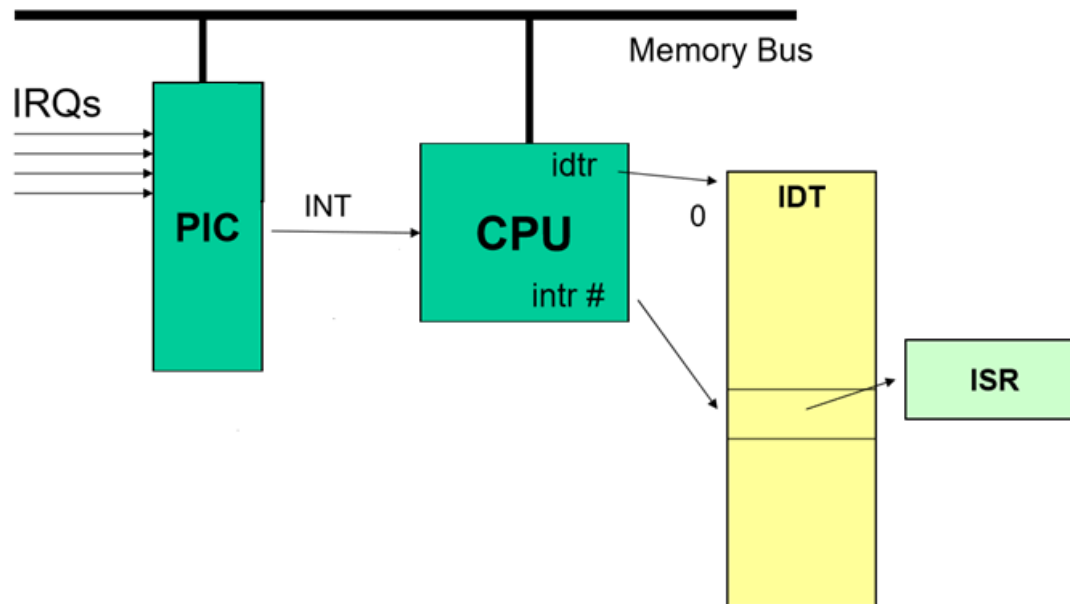 Memory Bus
IRQs
PIC
INT
idtr
CPU
intr #
0
IDT
ISR